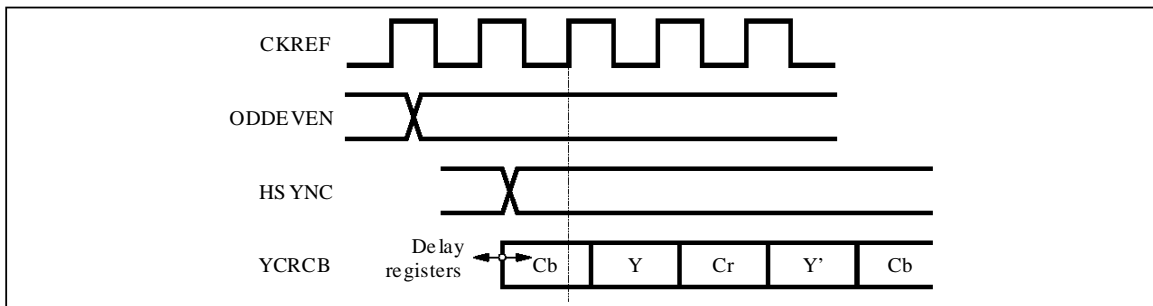 CKREF
ODDEVEN
HSYNC
Delay
registers
YCRCB
Cb
Y
Cr
Y'
Cb